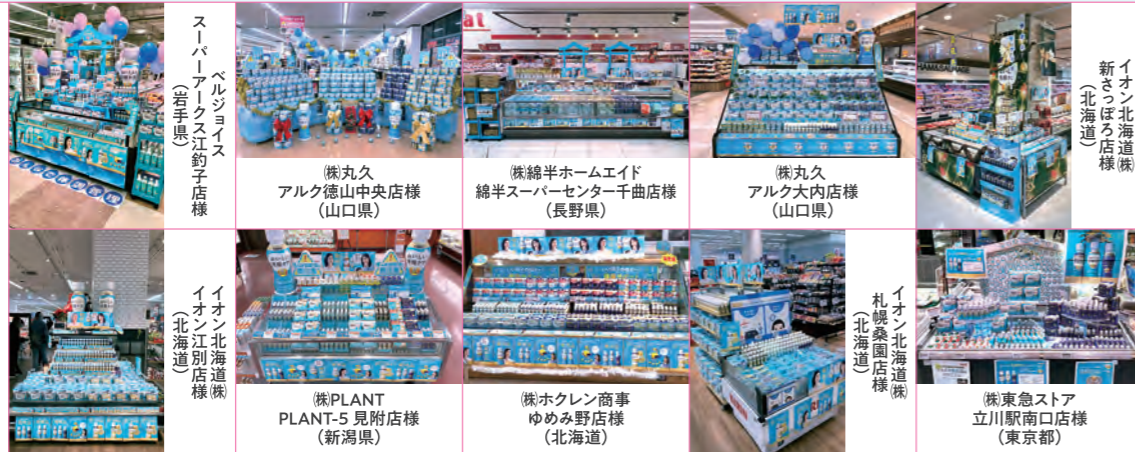 ベルジョイス
スーパーアークス江釣子店様
（岩手県）
㈱丸久
アルク徳山中央店様
（山口県）
㈱綿半ホームエイド
綿半スーパーセンター千曲店様
（長野県）
㈱丸久
アルク大内店様
（山口県）
イオン北海道㈱
新さっぽろ店様
（北海道）
イオン北海道㈱
イオン江別店様
（北海道）
㈱PLANT
PLANT-5 見附店様
（新潟県）
㈱ホクレン商事
ゆめみ野店様
（北海道）
イオン北海道㈱
札幌桑園店様
（北海道）
㈱東急ストア
立川駅南口店様
（東京都）